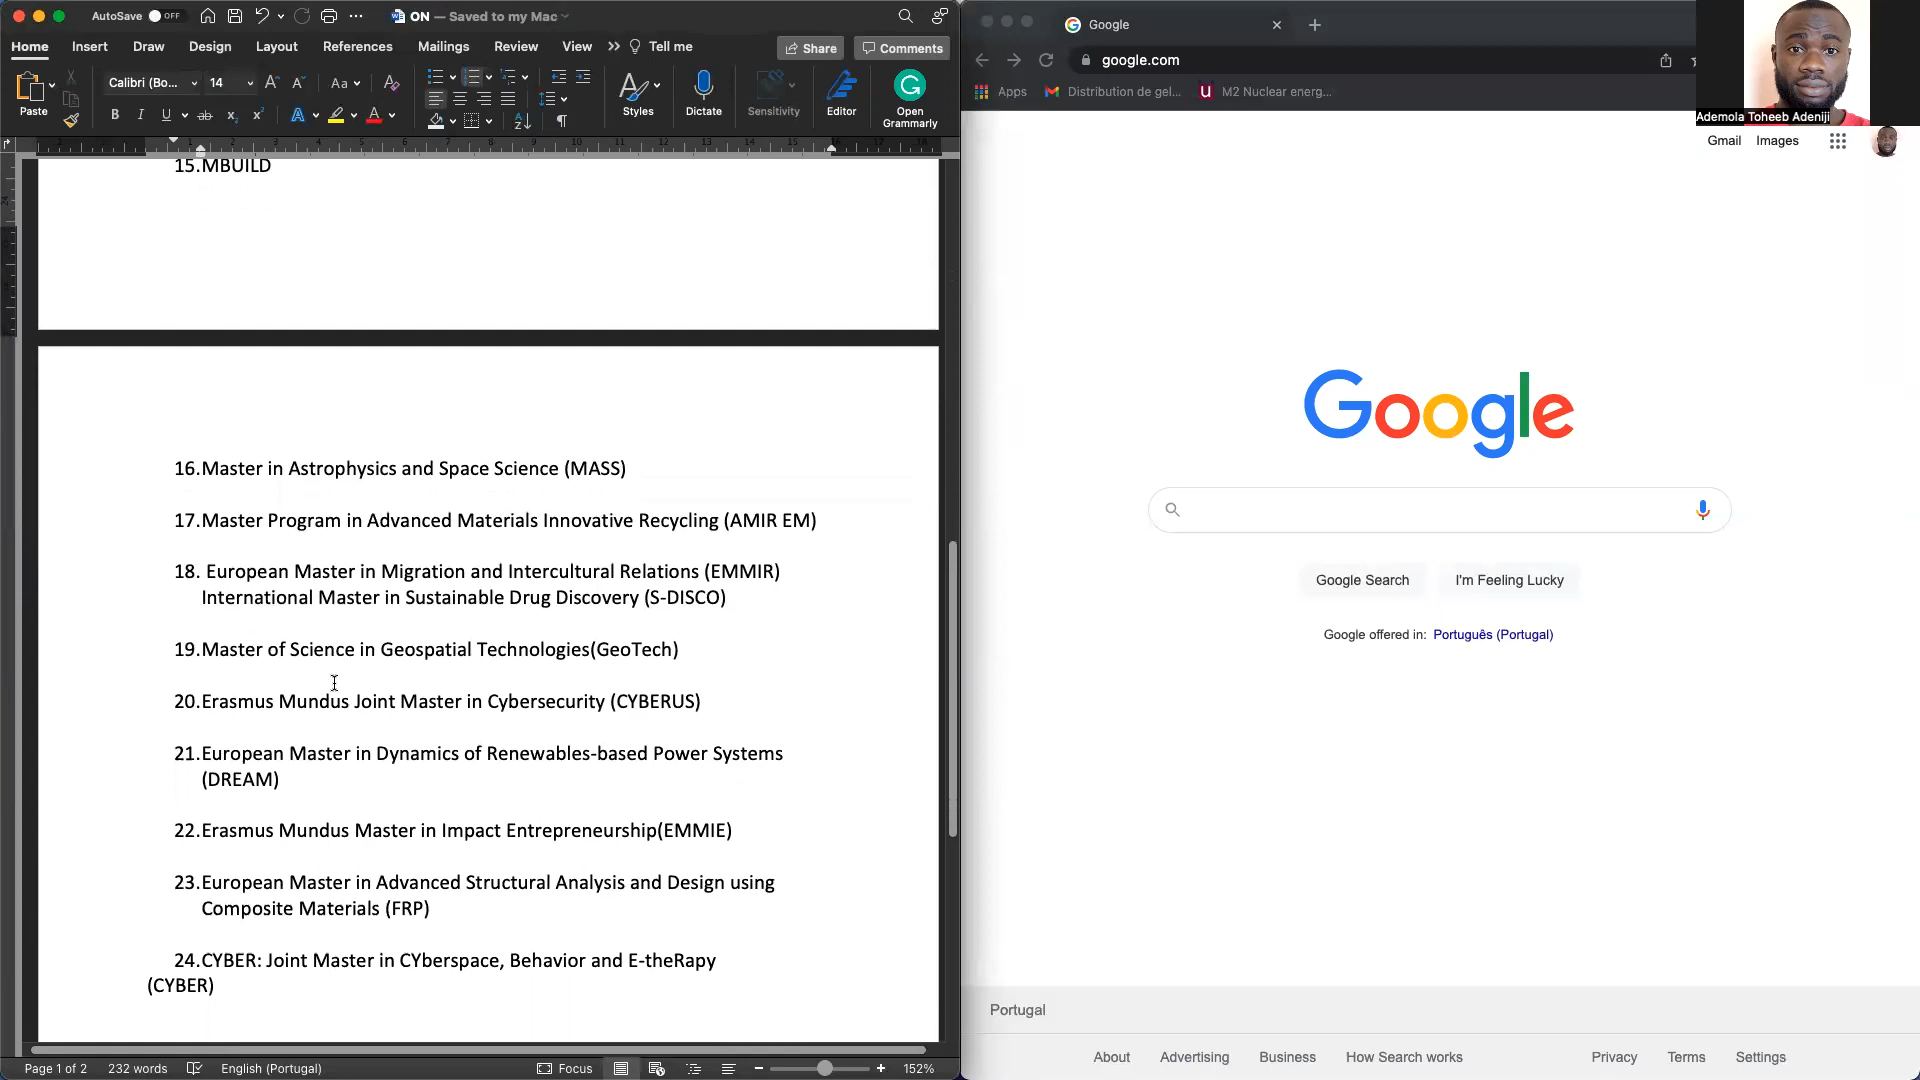 AutoSave OFF
ON — Saved to my Mac
Home Insert Draw Design Layout References Mailings Review View Tell me
Share Comments
Paste
Calibri (Bo... 14
Styles
Dictate
Sensitivity
Editor
Open
Grammarly
15.MBUILD
16.Master in Astrophysics and Space Science (MASS)
17.Master Program in Advanced Materials Innovative Recycling (AMIR EM)
18. European Master in Migration and Intercultural Relations (EMMIR)
International Master in Sustainable Drug Discovery (S-DISCO)
19.Master of Science in Geospatial Technologies(GeoTech)
20.Erasmus Mundus Joint Master in Cybersecurity (CYBERUS)
21.European Master in Dynamics of Renewables-based Power Systems
(DREAM)
22.Erasmus Mundus Master in Impact Entrepreneurship(EMMIE)
23.European Master in Advanced Structural Analysis and Design using
Composite Materials (FRP)
24.CYBER: Joint Master in CYberspace, Behavior and E-theRapy
(CYBER)
Page 1 of 2 232 words English (Portugal) Focus 152%
Google
google.com
Apps Distribution de gel... M2 Nuclear energ...
Ademola Toheeb Adeniji
Gmail Images
Google
Google Search I'm Feeling Lucky
Google offered in: Português (Portugal)
Portugal
About Advertising Business How Search works Privacy Terms Settings